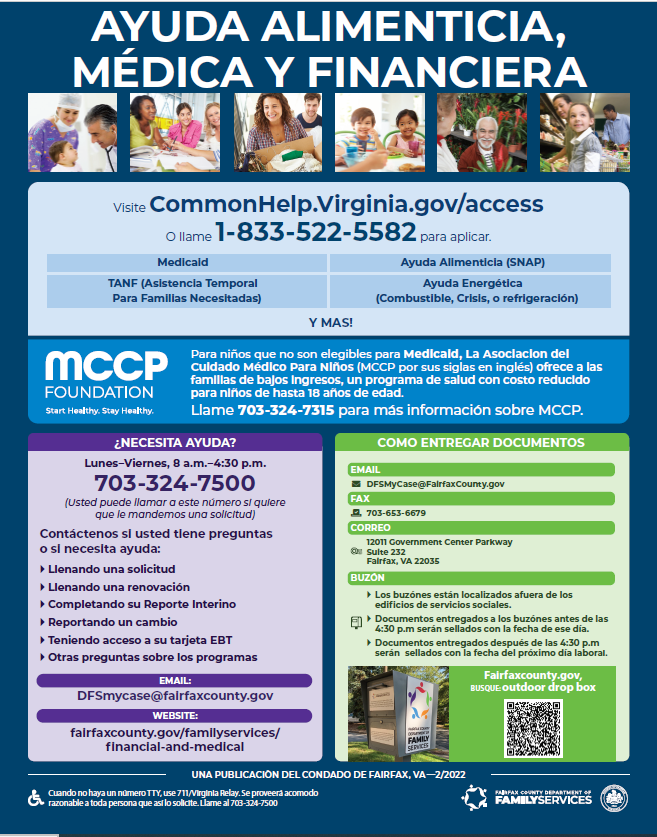 AYUDA ALIMENTICIA,
MÉDICA Y FINANCIERA
Visite CommonHelp.Virginia.gov/access
O llame 1-833-522-5582 para aplicar.
Medicaid
Ayuda Alimenticia (SNAP)
TANF (Asistencia Temporal
Para Familias Necesitadas)
Ayuda Energética
(Combustible, Crisis, o refrigeración)
Y MAS!
MCCP
FOUNDATION
Start Healthy. Stay Healthy.
Para niños que no son elegibles para Medicaid, La Asociacion del
Cuidado Médico Para Niños (MCCP por sus siglas en inglés) ofrece a las
familias de bajos ingresos, un programa de salud con costo reducido
para niños de hasta 18 años de edad.
Llame 703-324-7315 para más información sobre MCCP.
¿NECESITA AYUDA?
Lunes–Viernes, 8 a.m.–4:30 p.m.
703-324-7500
(Usted puede llamar a este número si quiere
que le mandemos una solicitud)
Contáctenos si usted tiene preguntas
o si necesita ayuda:
Llenando una solicitud
Llenando una renovación
Completando su Reporte Interino
Reportando un cambio
Teniendo acceso a su tarjeta EBT
Otras preguntas sobre los programas
EMAIL:
DFSmycase@fairfaxcounty.gov
WEBSITE:
fairfaxcounty.gov/familyservices/
financial-and-medical
COMO ENTREGAR DOCUMENTOS
EMAIL
DFSMyCase@FairfaxCounty.gov
FAX
703-653-6679
CORREO
12011 Government Center Parkway
Suite 232
Fairfax, VA 22035
BUZÓN
Los buzónes están localizados afuera de los
edificios de servicios sociales.
Documentos entregados a los buzónes antes de las
4:30 p.m serán sellados con la fecha de ese día.
Documentos entregados después de las 4:30 p.m
serán sellados con la fecha del próximo día laboral.
FAIRFAX COUNTY
DEPARTMENT OF
FAMILY
SERVICES
Fairfaxcounty.gov,
BUSQUE: outdoor drop box
UNA PUBLICACIÓN DEL CONDADO DE FAIRFAX, VA—2/2022
Cuando no haya un número TTY, use 711/Virginia Relay. Se proveerá acomodo
razonable a toda persona que así lo solicite. Llame al 703-324-7500
FAIRFAX COUNTY DEPARTMENT OF
FAMILYSERVICES